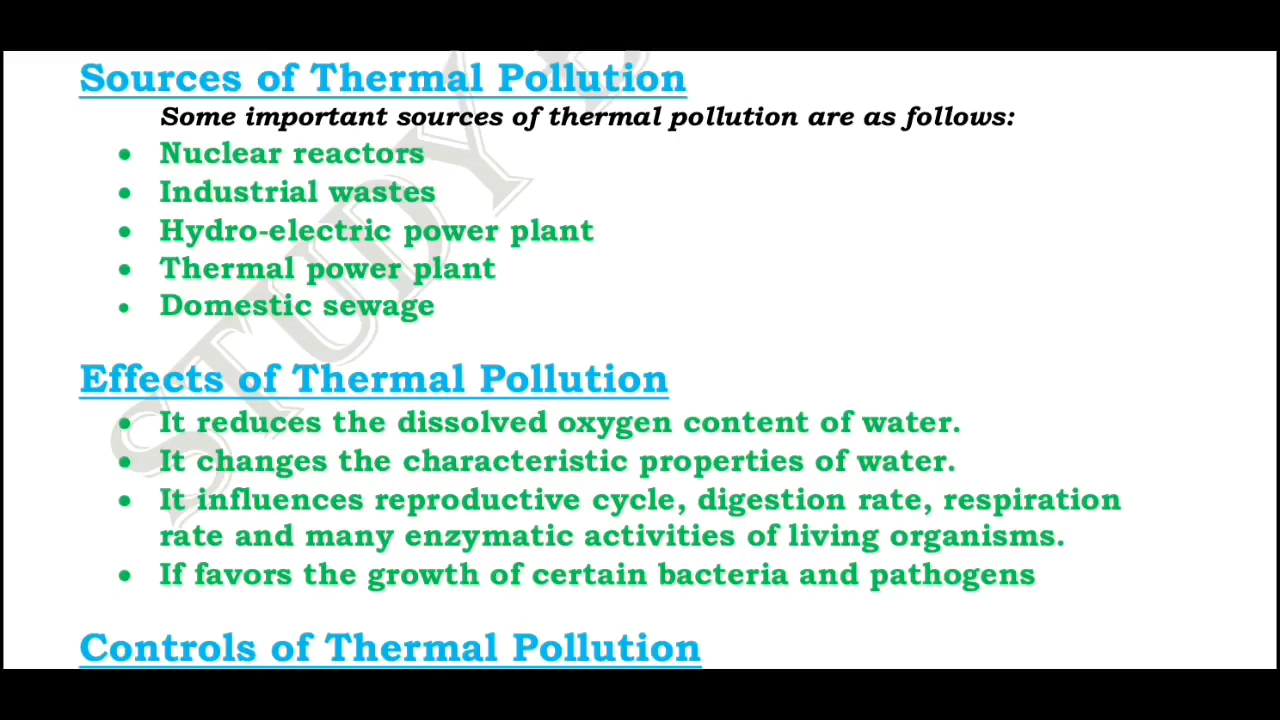 Sources of Thermal Pollution
Some important sources of thermal pollution are as follows:
• Nuclear reactors
• Industrial wastes
• Hydro-electric power plant
• Thermal power plant
• Domestic sewage
Effects of Thermal Pollution
• It reduces the dissolved oxygen content of water.
• It changes the characteristic properties of water.
• It influences reproductive cycle, digestion rate, respiration
rate and many enzymatic activities of living organisms.
• If favors the growth of certain bacteria and pathogens
Controls of Thermal Pollution
STUDY